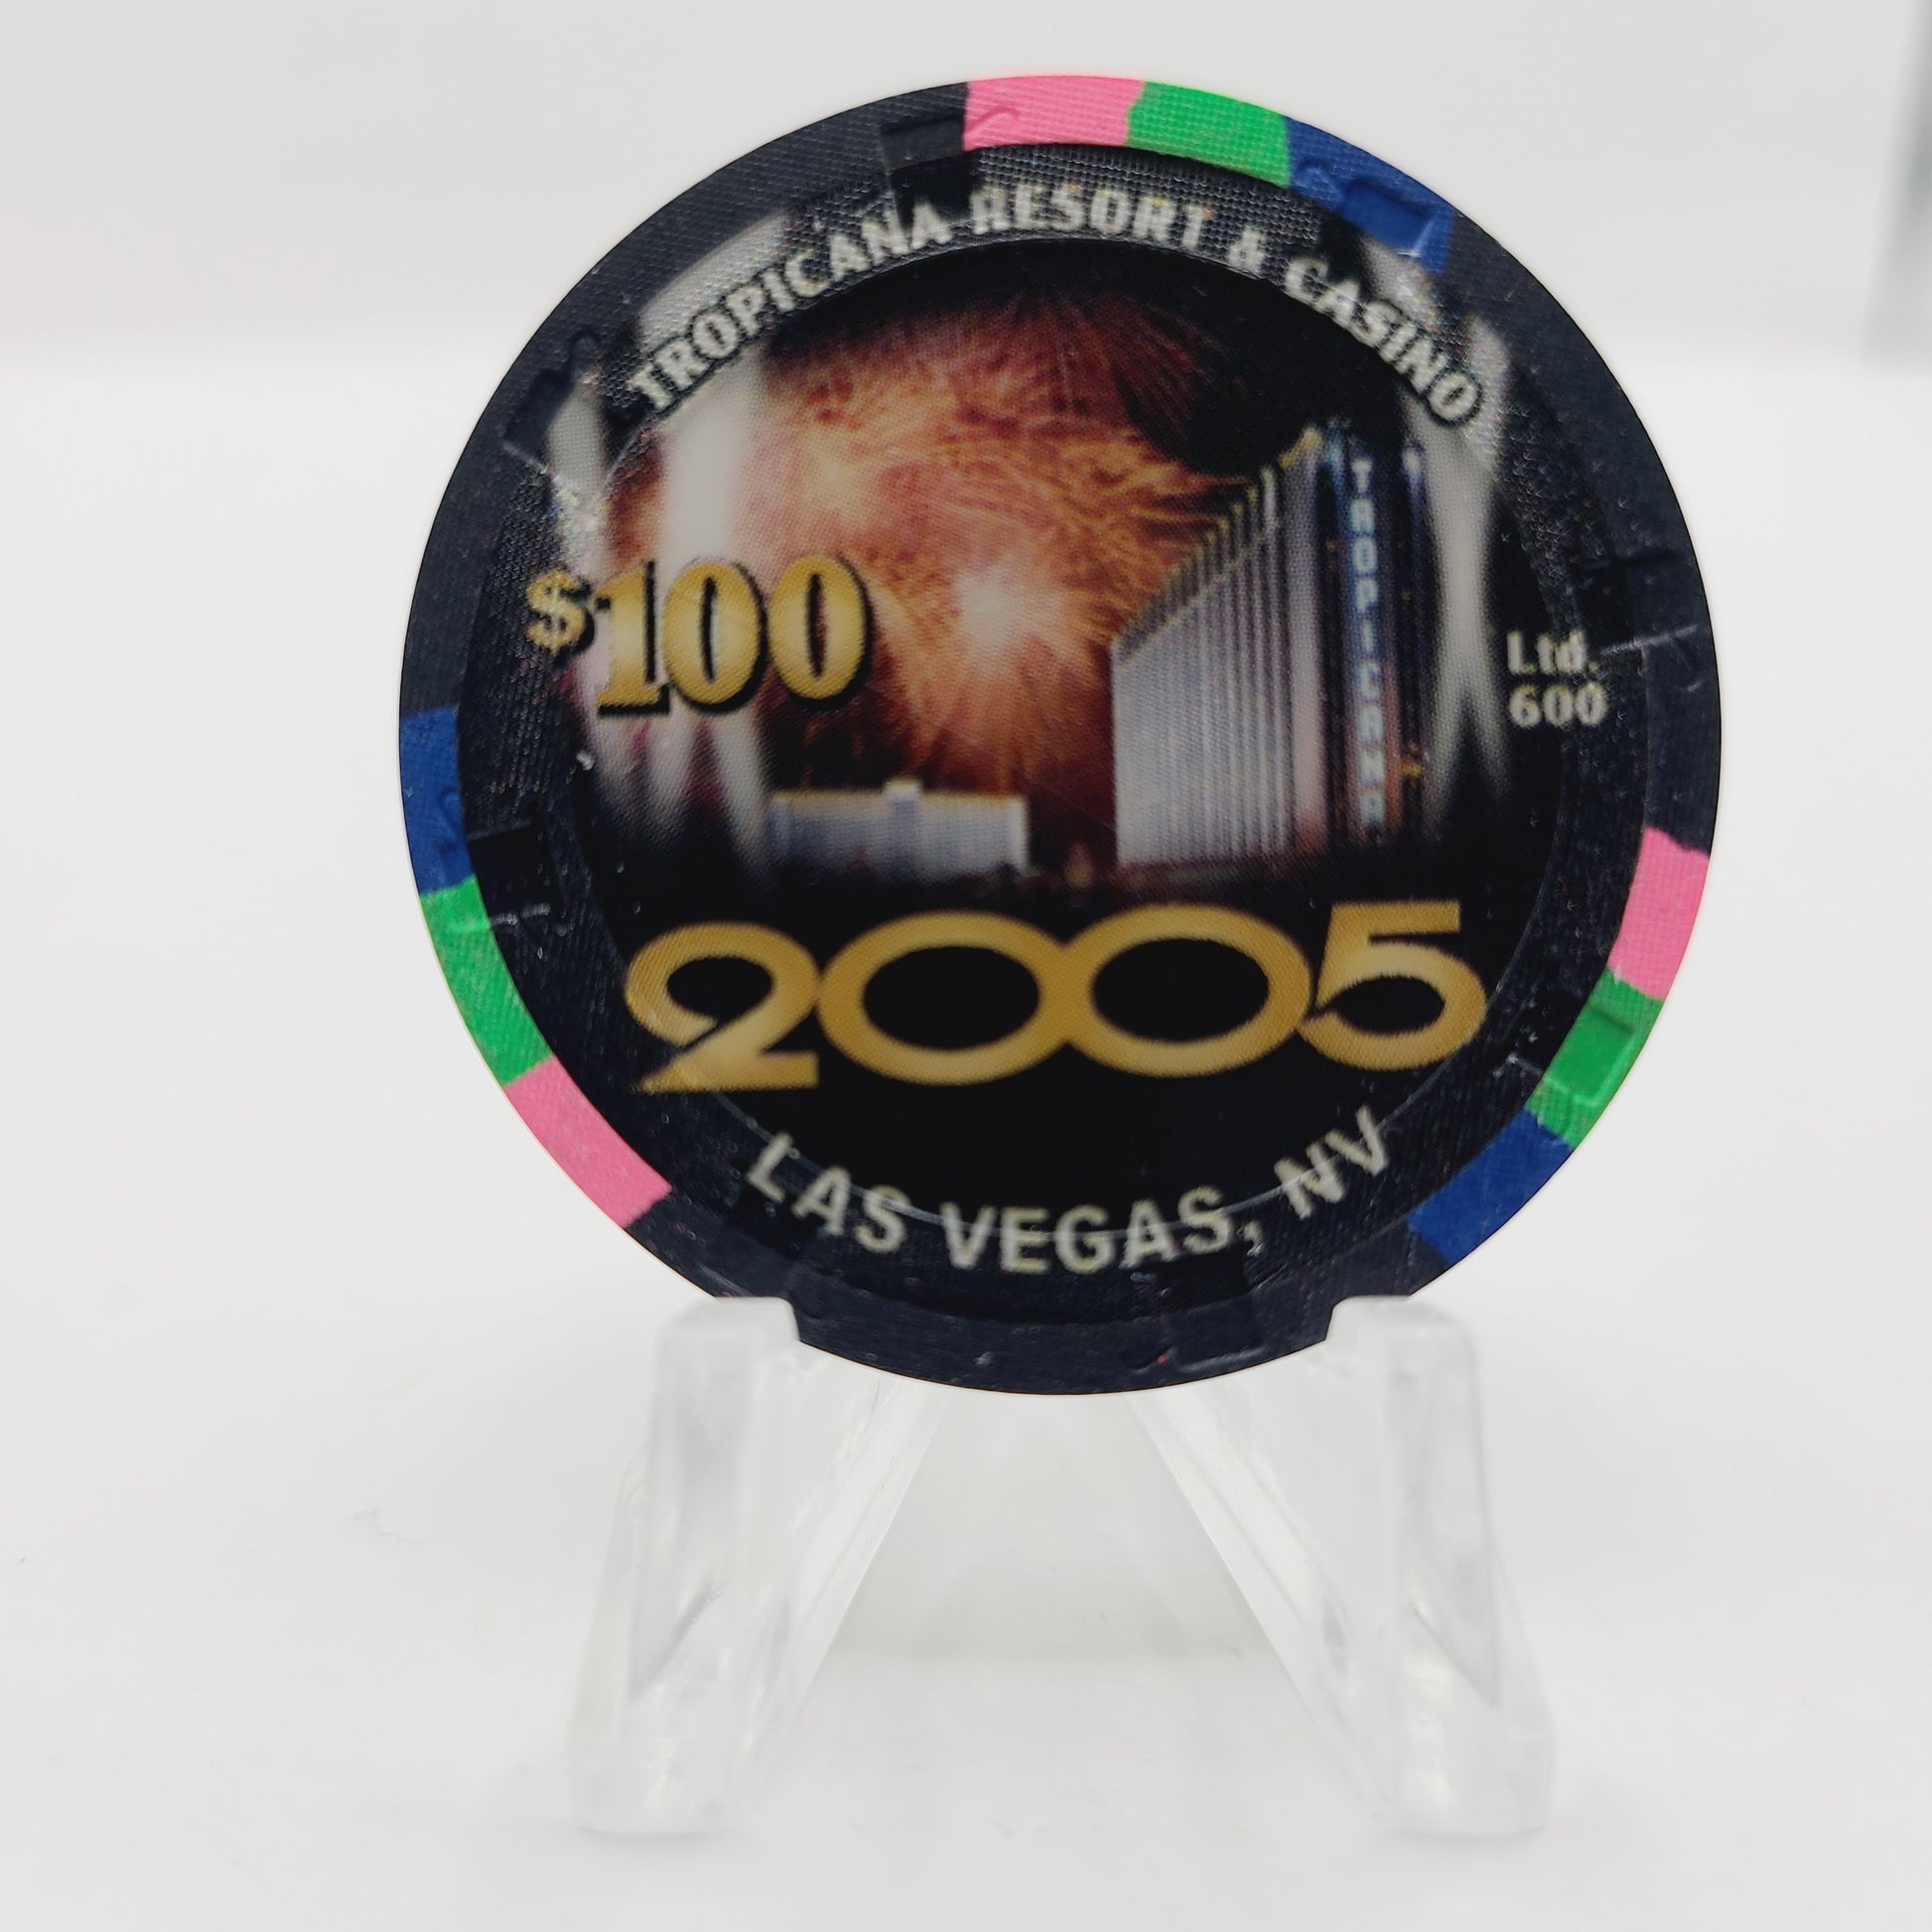 TROPICANA RESORT & CASINO
TROPICANA
$100
Ltd.
600
2005
LAS VEGAS, NV